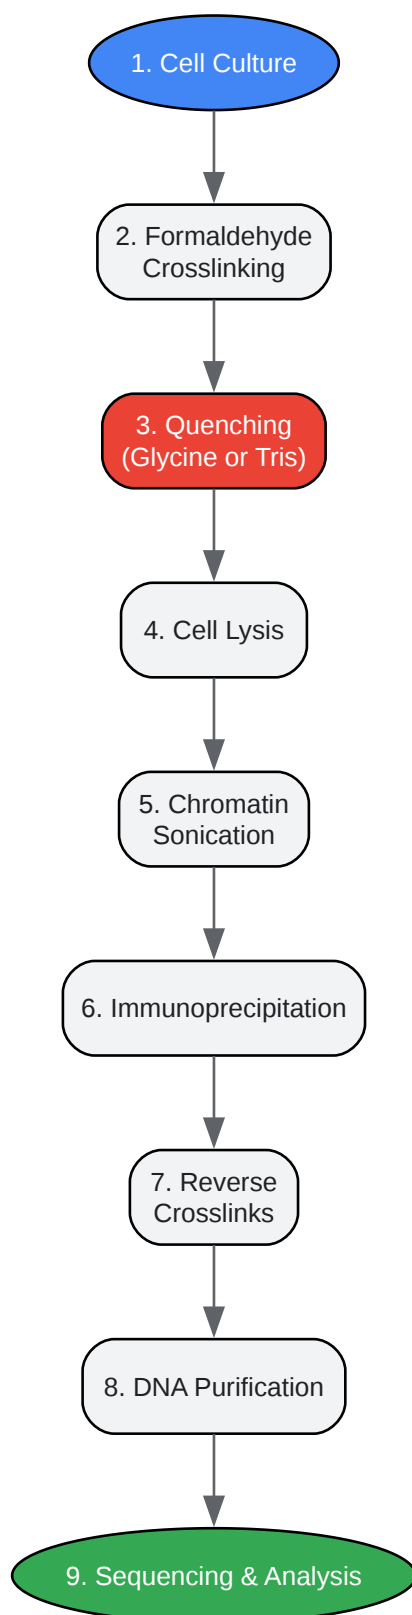 1. Cell Culture
2. Formaldehyde
Crosslinking
3. Quenching
(Glycine or Tris)
4. Cell Lysis
5. Chromatin
Sonication
6. Immunoprecipitation
7. Reverse
Crosslinks
8. DNA Purification
9. Sequencing & Analysis